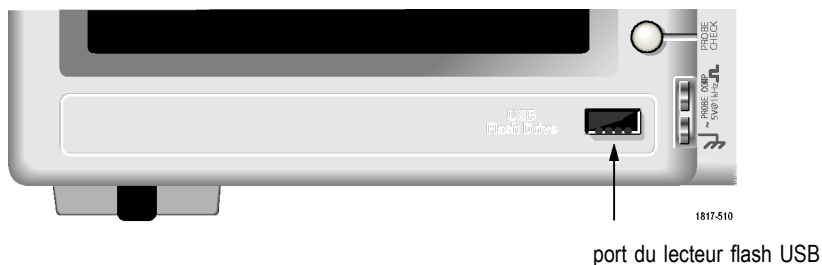 PROBE
CHECK
USB
Flash Drive
~ PROBE COMP
5V@1kHz
1817-510
port du lecteur flash USB